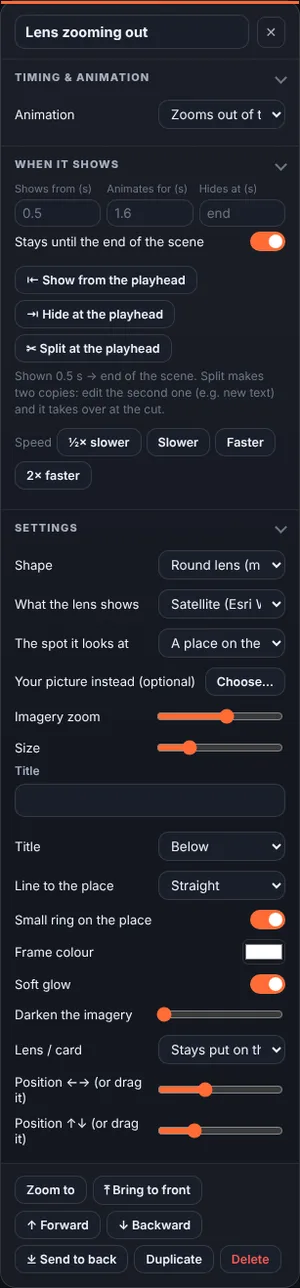 Lens zooming out
TIMING & ANIMATION
Animation
Zooms out of t
WHEN IT SHOWS
Shows from (s) Animates for (s) Hides at (s)
0.5 1.6 end
Stays until the end of the scene
⇤ Show from the playhead
⇥ Hide at the playhead
✂ Split at the playhead
Shown 0.5 s → end of the scene. Split makes
two copies: edit the second one (e.g. new text)
and it takes over at the cut.
Speed ½× slower Slower Faster
2× faster
SETTINGS
Shape Round lens (m
What the lens shows Satellite (Esri W
The spot it looks at A place on the
Your picture instead (optional) Choose...
Imagery zoom
Size
Title
Title Below
Line to the place Straight
Small ring on the place
Frame colour
Soft glow
Darken the imagery
Lens / card Stays put on th
Position ←→ (or drag
it)
Position ↑↓ (or drag
it)
Zoom to ⤒ Bring to front
↑ Forward ↓ Backward
⤓ Send to back Duplicate Delete